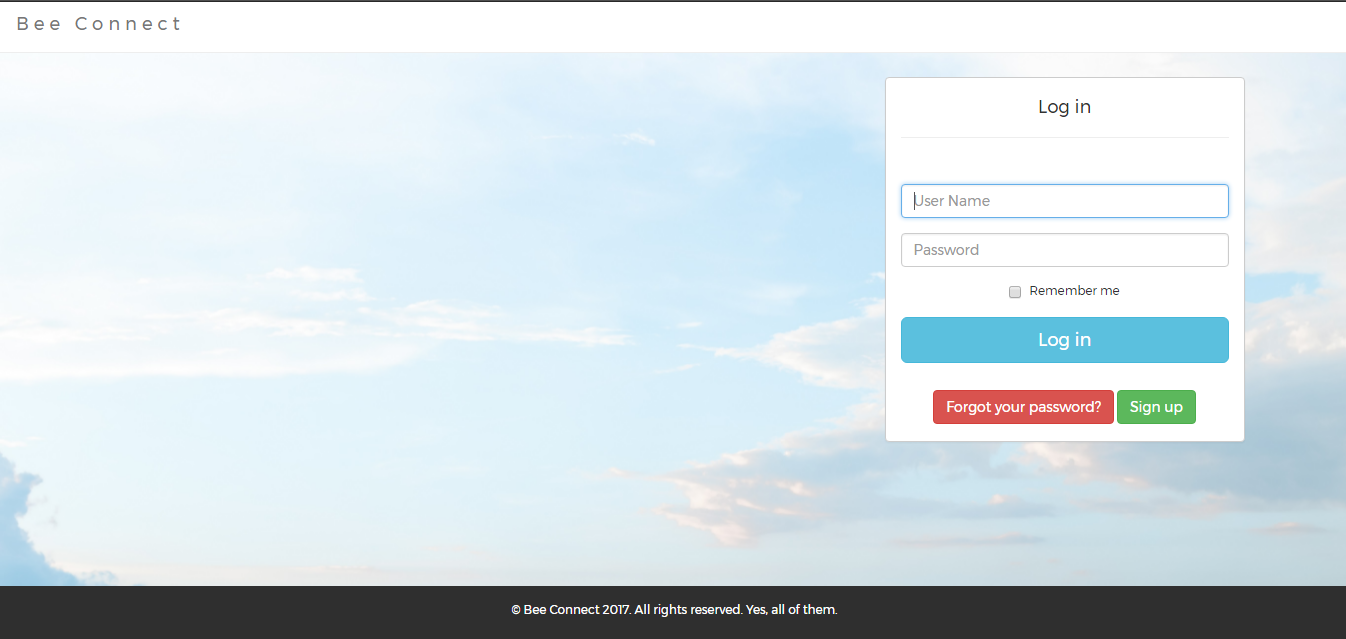 Bee Connect
Log in
User Name
Password
Remember me
Log in
Forgot your password? Sign up
© Bee Connect 2017. All rights reserved. Yes, all of them.